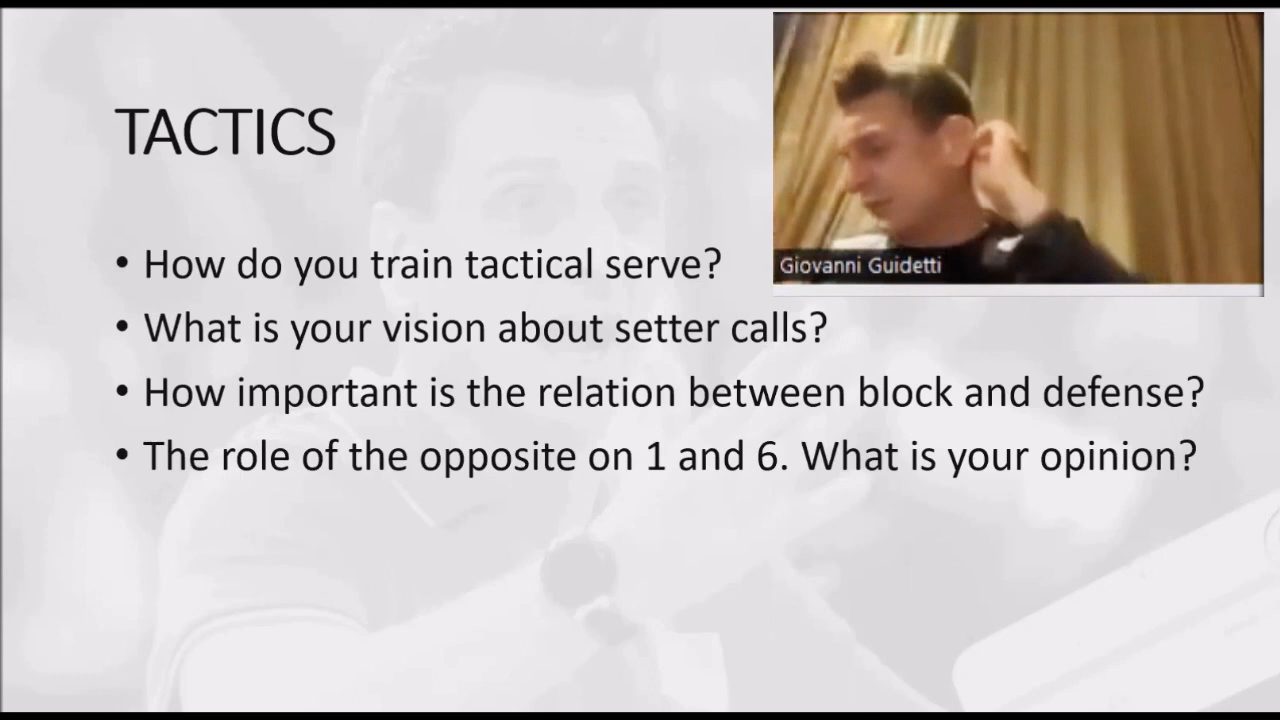 TACTICS
Giovanni Guidetti
• How do you train tactical serve?
• What is your vision about setter calls?
• How important is the relation between block and defense?
• The role of the opposite on 1 and 6. What is your opinion?